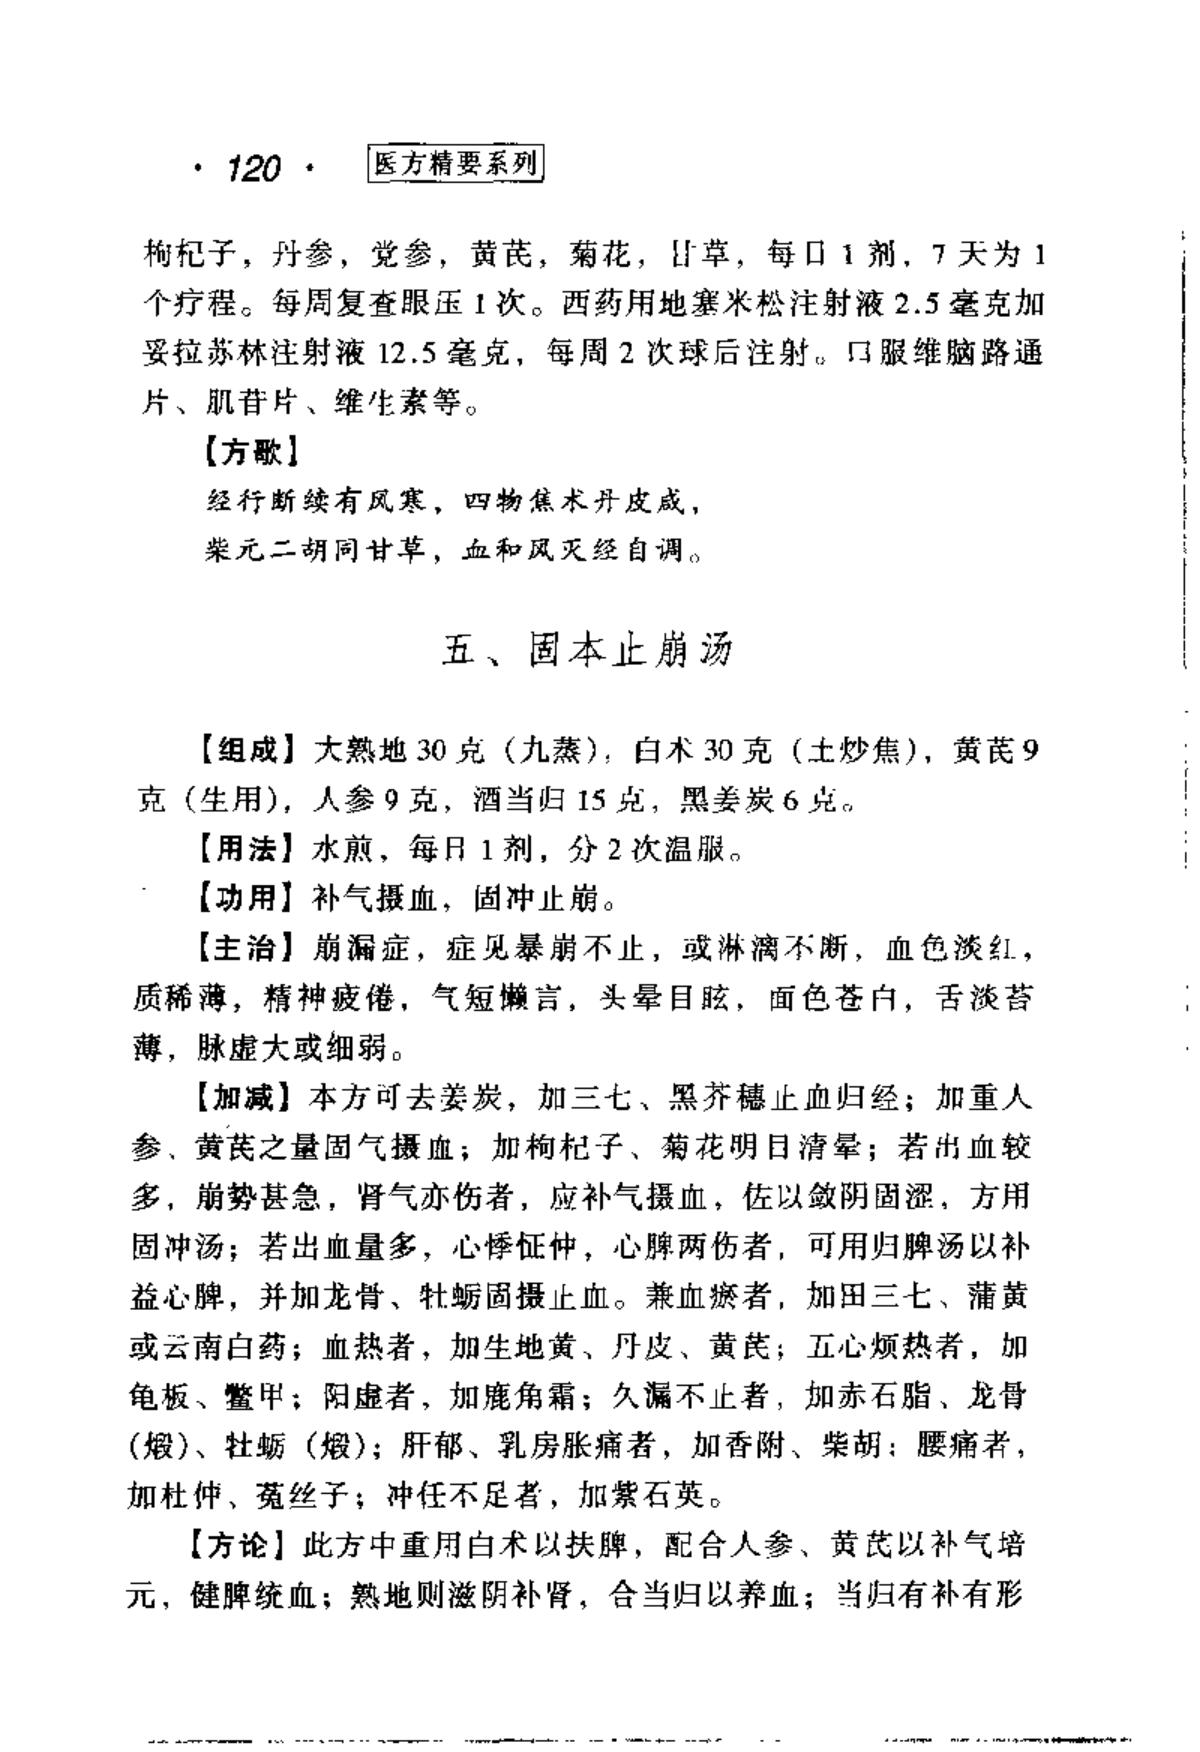 · 120 · 医方精要系列
枸杞子，丹参，党参，黄芪，菊花，甘草，每日 1 剂，7 天为 1
个疗程。每周复查眼压 1 次。西药用地塞米松注射液 2.5 毫克加
妥拉苏林注射液 12.5 毫克，每周 2 次球后注射。口服维脑路通
片、肌苷片、维生素等。
【方歌】
经行断续有风寒，四物焦术丹皮咸，
柴元二胡同甘草，血和风灭经自调。
五、固本止崩汤
【组成】大熟地 30 克（九蒸），白术 30 克（土炒焦），黄芪 9
克（生用），人参 9 克，酒当归 15 克，黑姜炭 6 克。
【用法】水煎，每日 1 剂，分 2 次温服。
【功用】补气摄血，固冲止崩。
【主治】崩漏症，症见暴崩不止，或淋漓不断，血色淡红，
质稀薄，精神疲倦，气短懒言，头晕目眩，面色苍白，舌淡苔
薄，脉虚大或细弱。
【加减】本方可去姜炭，加三七、黑芥穗止血归经；加重人
参、黄芪之量固气摄血；加枸杞子、菊花明目清晕；若出血较
多，崩势甚急，肾气亦伤者，应补气摄血，佐以敛阴固涩，方用
固冲汤；若出血量多，心悸怔仲，心脾两伤者，可用归脾汤以补
益心脾，并加龙骨、牡蛎固摄止血。兼血瘀者，加田三七、蒲黄
或云南白药；血热者，加生地黄、丹皮、黄芪；五心烦热者，加
龟板、鳖甲；阳虚者，加鹿角霜；久漏不止者，加赤石脂、龙骨
（煅）、牡蛎（煅）；肝郁、乳房胀痛者，加香附、柴胡；腰痛者，
加杜仲、菟丝子；冲任不足者，加紫石英。
【方论】此方中重用白术以扶脾，配合人参、黄芪以补气培
元，健脾统血；熟地则滋阴补肾，合当归以养血；当归有补有形